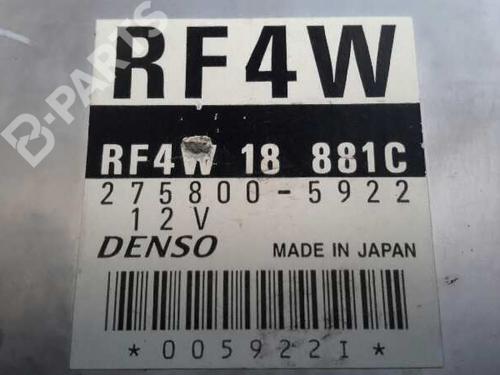 RF4W
RF4W 18 881C
275800-5922
12V
DENSO MADE IN JAPAN
*005922I*
B-PARTS